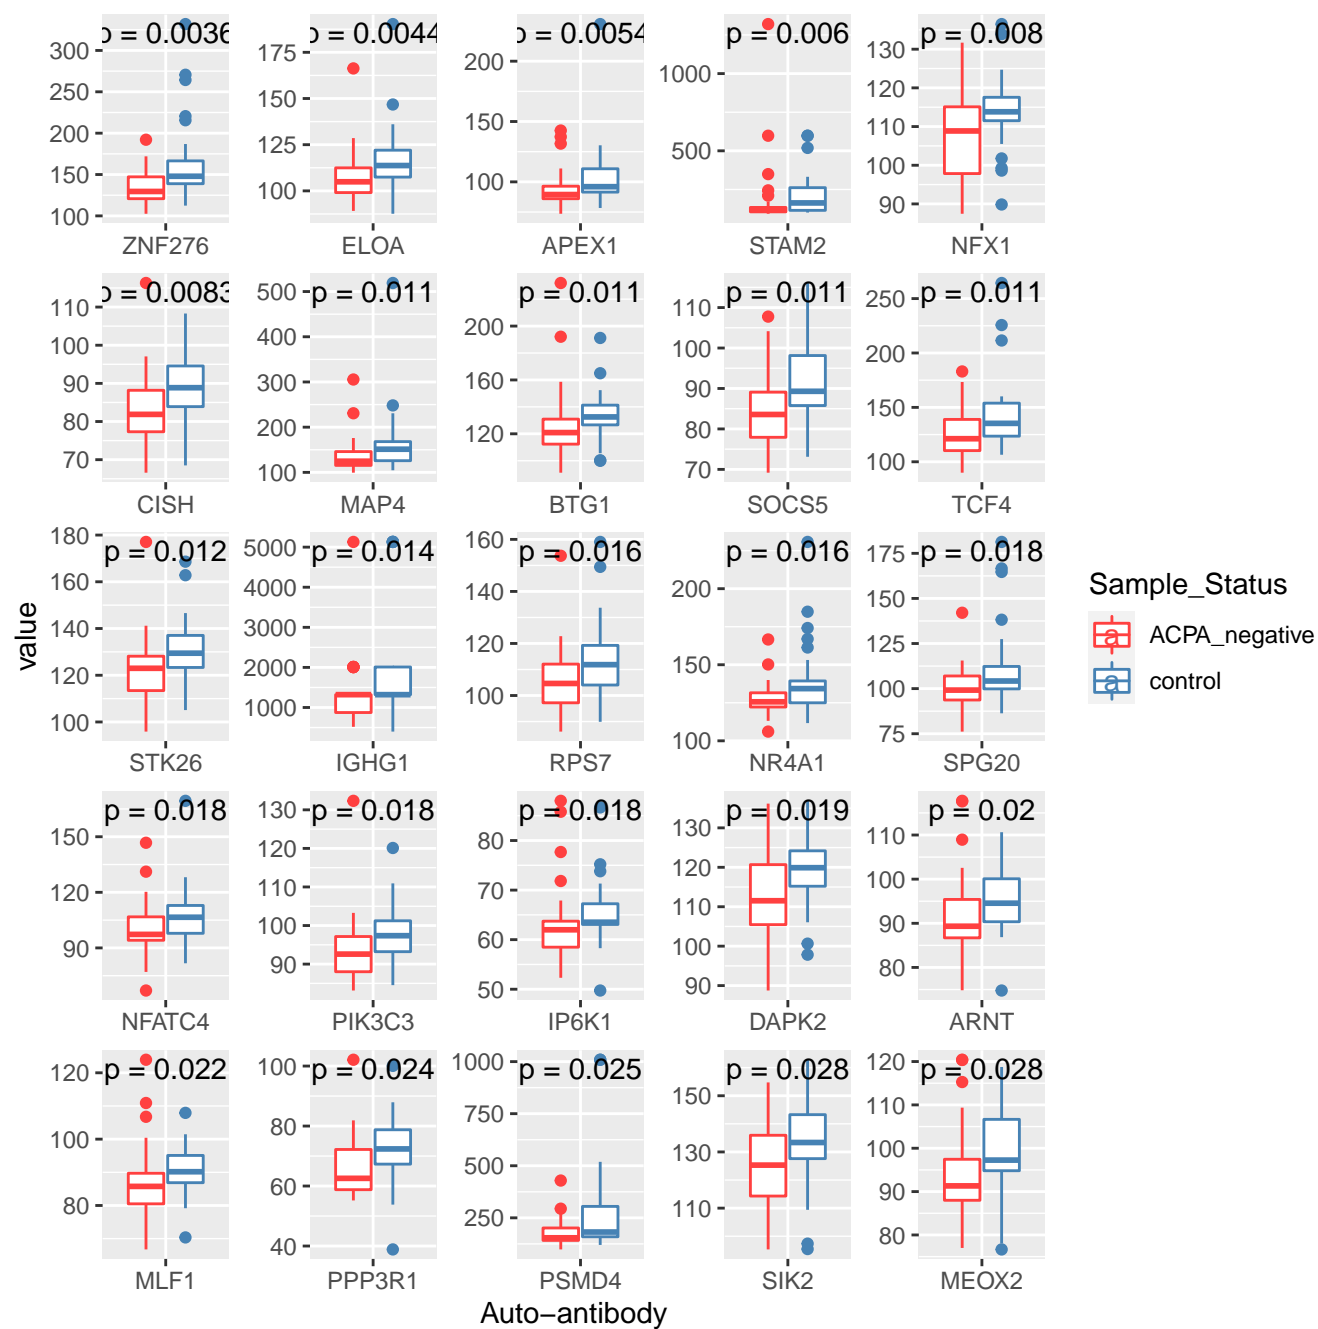 p = 0.0036 p = 0.0044 p = 0.0054 p = 0.006 p = 0.008
300 250 200 150 100
175 150 125 100
200 150 100
1000 500
130 120 110 100 90
ZNF276 ELOA APEX1 STAM2 NFX1
p = 0.0083 p = 0.011 p = 0.011 p = 0.011 p = 0.011
110 100 90 80 70
500 400 300 200 100
200 160 120
110 100 90 80 70
250 200 150 100
CISH MAP4 BTG1 SOCS5 TCF4
p = 0.012 p = 0.014 p = 0.016 p = 0.016 p = 0.018
180 160 140 120 100
5000 4000 3000 2000 1000
160 140 120 100
200 150 100
175 150 125 100 75
STK26 IGHG1 RPS7 NR4A1 SPG20
p = 0.018 p = 0.018 p = 0.018 p = 0.019 p = 0.02
150 120 90
130 120 110 100 90
80 70 60 50
130 120 110 100 90
110 100 90 80
NFATC4 PIK3C3 IP6K1 DAPK2 ARNT
p = 0.022 p = 0.024 p = 0.025 p = 0.028 p = 0.028
120 100 80
100 80 60 40
1000 750 500 250
150 130 110
120 110 100 90 80
MLF1 PPP3R1 PSMD4 SIK2 MEOX2
value
Auto−antibody
Sample_Status
a ACPA_negative
a control